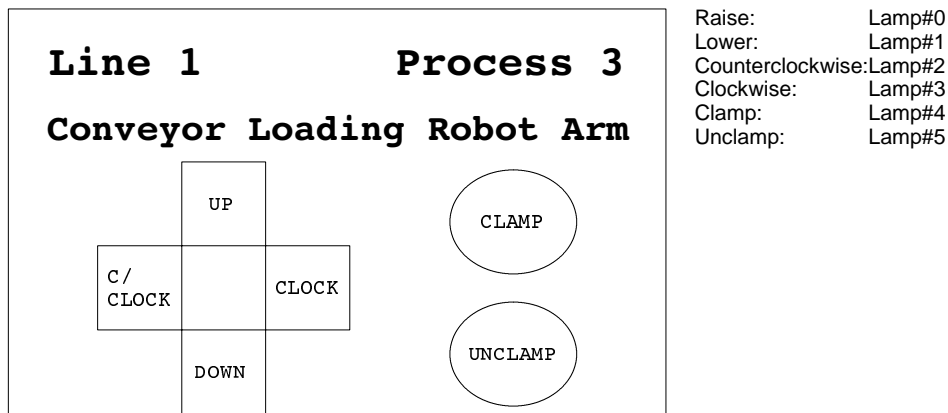 Line 1 Process 3
Conveyor Loading Robot Arm
UP
C/
CLOCK
CLOCK
DOWN
CLAMP
UNCLAMP
Raise: Lamp#0
Lower: Lamp#1
Counterclockwise:Lamp#2
Clockwise: Lamp#3
Clamp: Lamp#4
Unclamp: Lamp#5